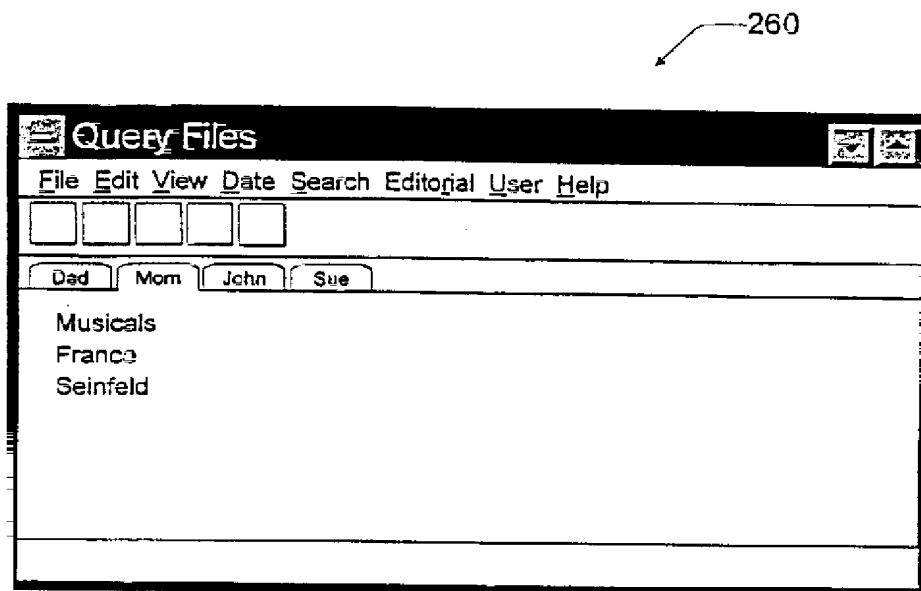 260
Query Files
File Edit View Date Search Editorial User Help
Dad Mom John Sue
Musicals
France
Seinfeld